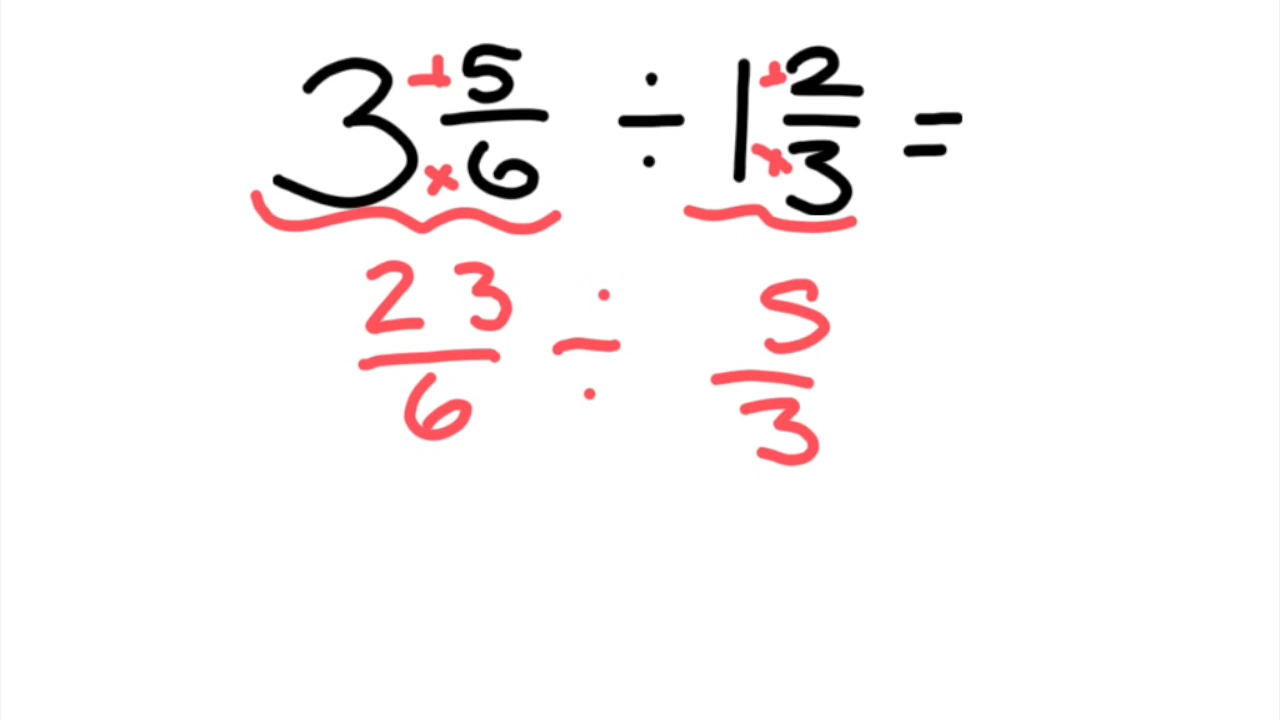 3 + 5/6 ÷ 1 + 2/3 =
× ×
23/6 ÷ 5/3